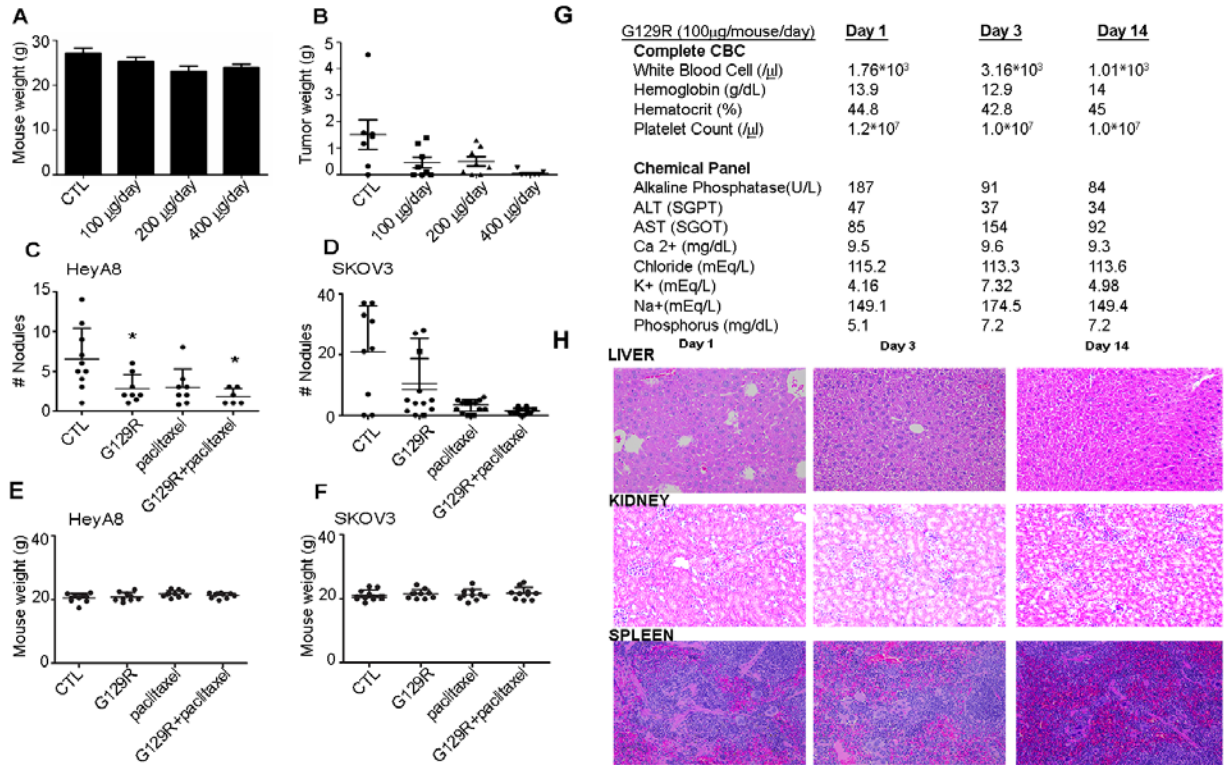 A
Mouse weight (g)
30
20
10
0
CTL
100 µg/day
200 µg/day
400 µg/day
B
Tumor weight (g)
5
4
3
2
1
0
CTL
100 µg/day
200 µg/day
400 µg/day
C
HeyA8
# Nodules
15
10
5
0
*
*
CTL
G129R
paclitaxel
G129R+paclitaxel
D
SKOV3
# Nodules
40
20
0
CTL
G129R
paclitaxel
G129R+paclitaxel
E
HeyA8
Mouse weight (g)
40
20
0
CTL
G129R
paclitaxel
G129R+paclitaxel
F
SKOV3
Mouse weight (g)
40
20
0
CTL
G129R
paclitaxel
G129R+paclitaxel
G
G129R (100µg/mouse/day) Day 1 Day 3 Day 14
Complete CBC
White Blood Cell (/µl) 1.76*10³ 3.16*10³ 1.01*10³
Hemoglobin (g/dL) 13.9 12.9 14
Hematocrit (%) 44.8 42.8 45
Platelet Count (/µl) 1.2*10⁷ 1.0*10⁷ 1.0*10⁷
Chemical Panel
Alkaline Phosphatase(U/L) 187 91 84
ALT (SGPT) 47 37 34
AST (SGOT) 85 154 92
Ca 2+ (mg/dL) 9.5 9.6 9.3
Chloride (mEq/L) 115.2 113.3 113.6
K+ (mEq/L) 4.16 7.32 4.98
Na+(mEq/L) 149.1 174.5 149.4
Phosphorus (mg/dL) 5.1 7.2 7.2
H
Day 1 Day 3 Day 14
LIVER
KIDNEY
SPLEEN